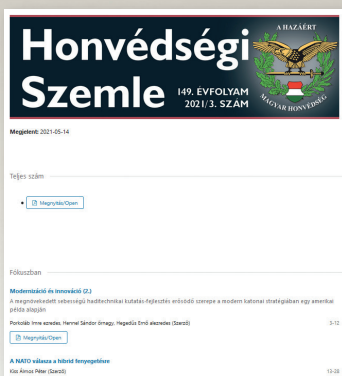 Honvédségi
Szemle
149. ÉVFOLYAM
2021/3. SZÁM
A HAZÁÉRT
MAGYAR HONVÉDSÉG
Megjelent: 2021-05-14
Teljes szám
Megnyitás/Open
Fókuszban
Modernizáció és innováció (2.)
A megnövekedett sebességű haditechnikai kutatás-fejlesztés erősödő szerepe a modern katonai stratégiában egy amerikai
példa alapján
Porkoláb Imre ezredes, Hennel Sándor őrnagy, Hegedűs Ernő alezredes (Szerző)
3-12
Megnyitás/Open
A NATO válasza a hibrid fenyegetésre
Kiss Álmos Péter (Szerző)
13-28